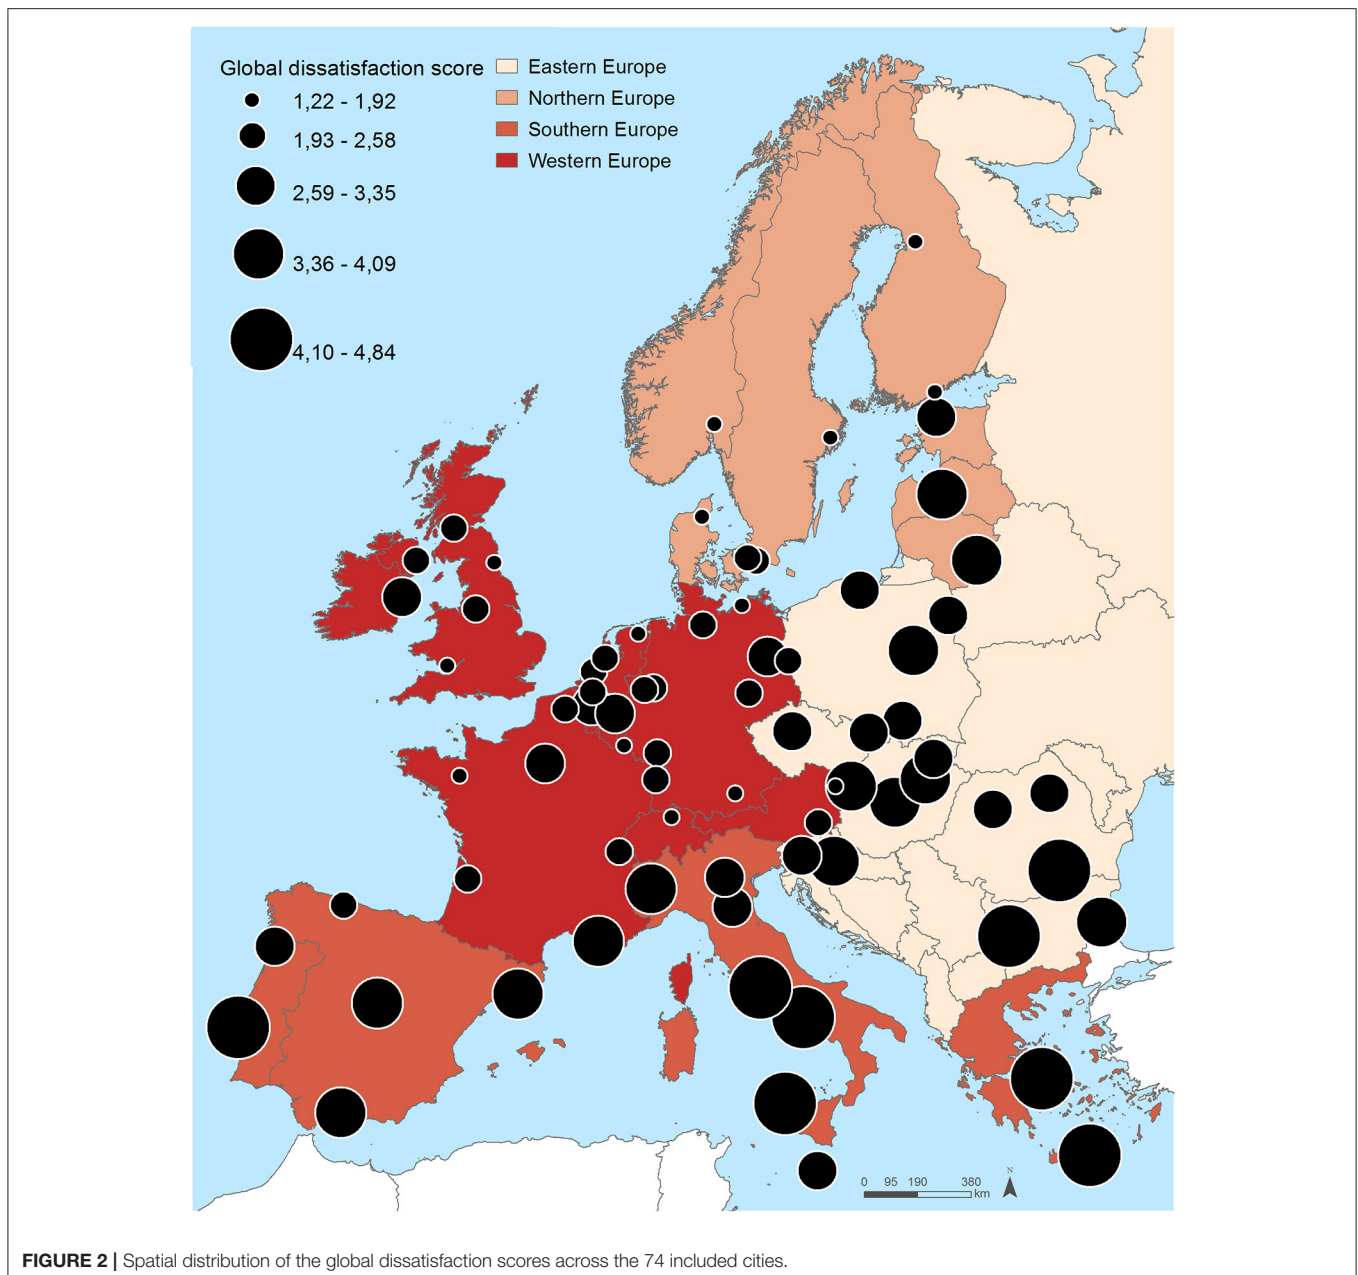 Global dissatisfaction score
1,22 - 1,92
1,93 - 2,58
2,59 - 3,35
3,36 - 4,09
4,10 - 4,84
Eastern Europe
Northern Europe
Southern Europe
Western Europe
N
0 95 190 380
km
FIGURE 2 | Spatial distribution of the global dissatisfaction scores across the 74 included cities.